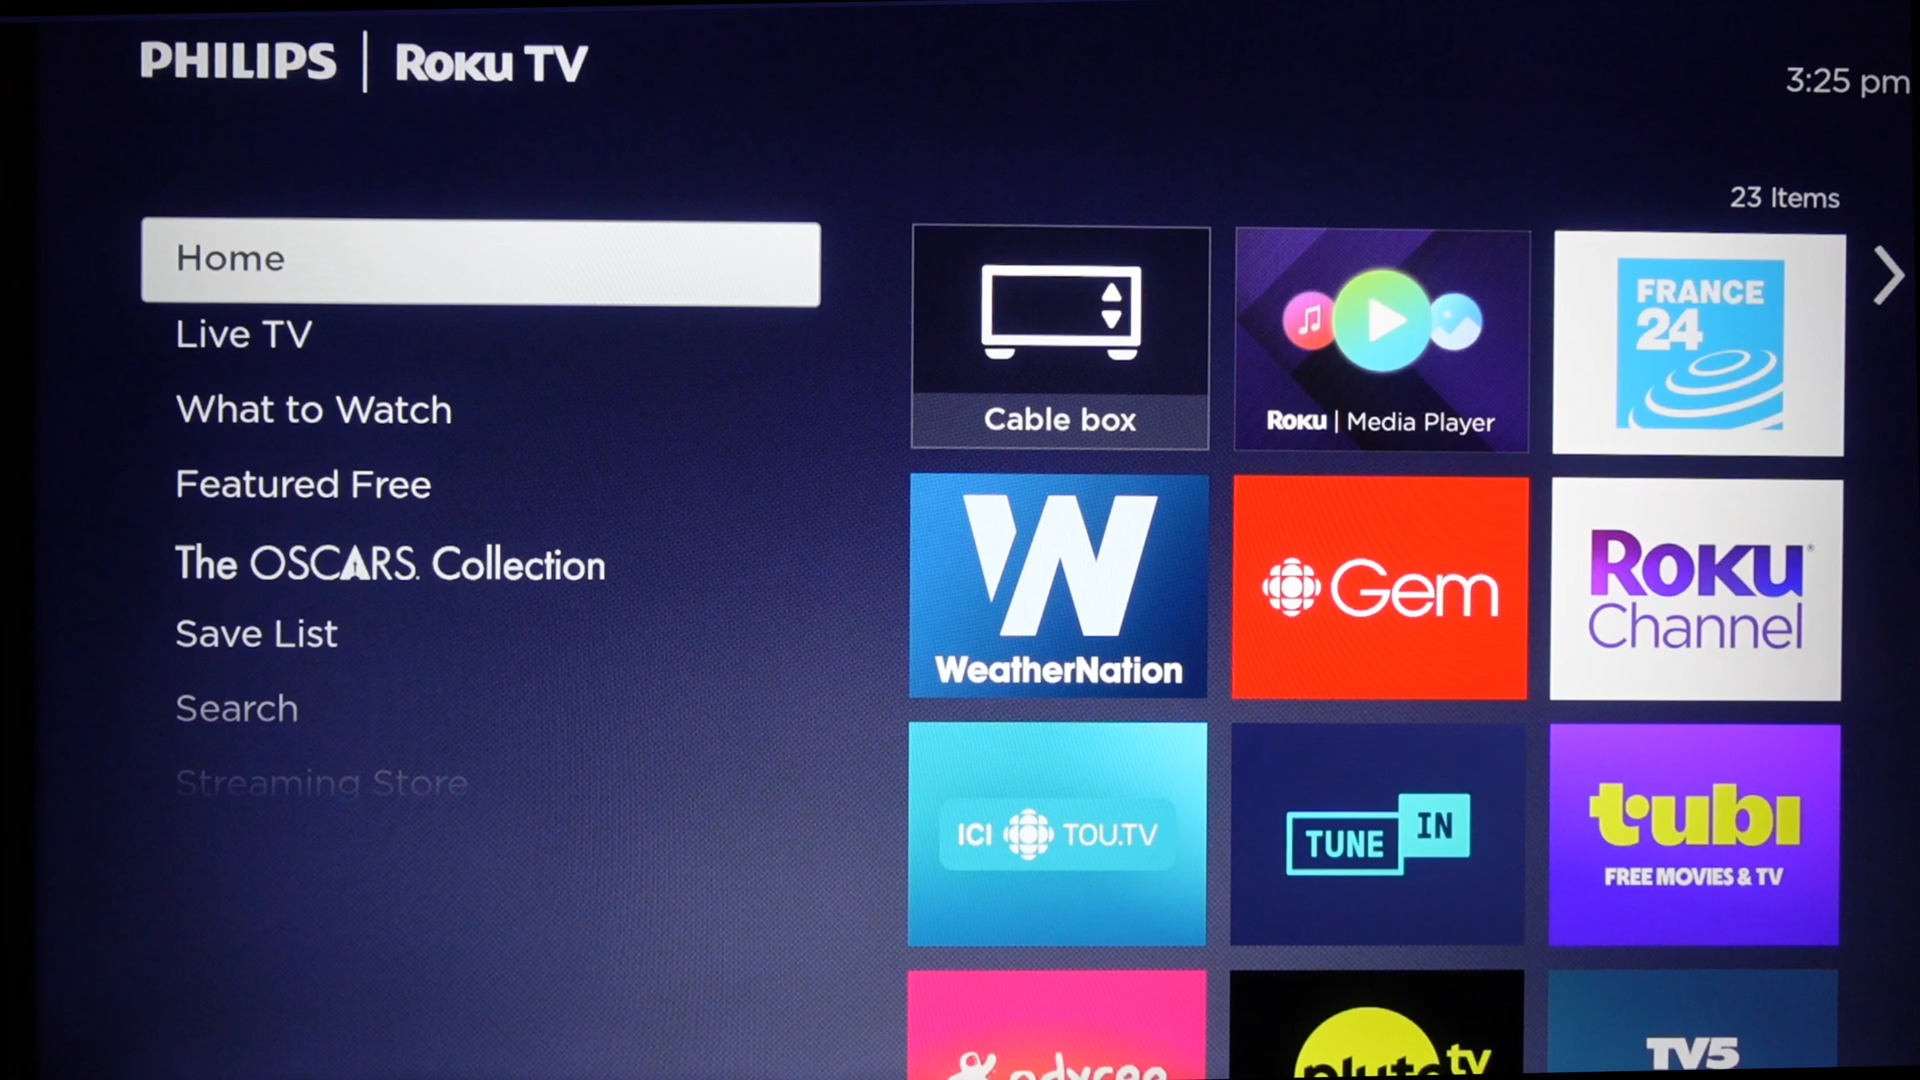 PHILIPS | Roku TV
3:25 pm
23 Items
Home
Live TV
What to Watch
Featured Free
The OSCARS. Collection
Save List
Search
Streaming Store
Cable box
Roku | Media Player
FRANCE
24
W
WeatherNation
Gem
Roku
Channel
ICI TOU.TV
TUNE IN
tubi
FREE MOVIES & TV
pluto tv
TV5